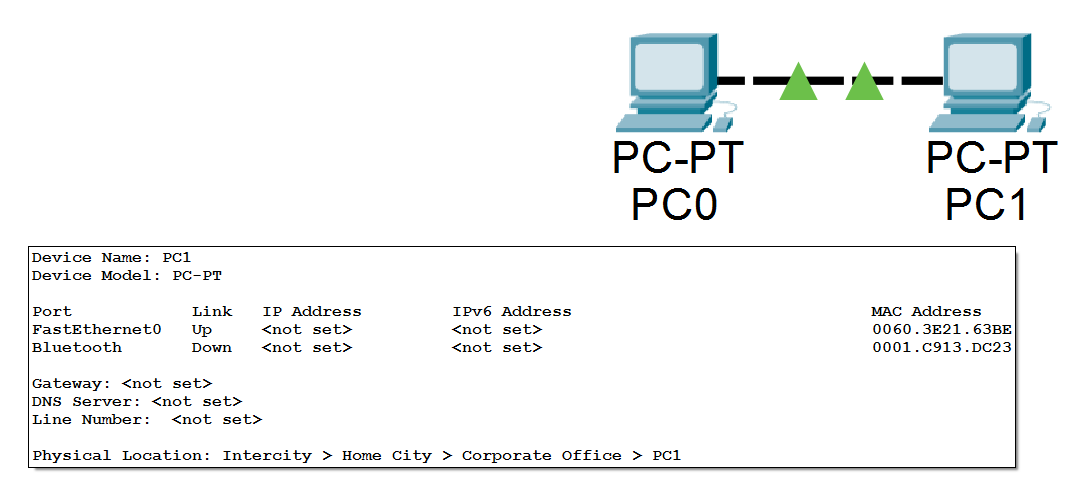 PC-PT PC-PT
PC0 PC1
Device Name: PC1
Device Model: PC-PT
Port Link IP Address IPv6 Address MAC Address
FastEthernet0 Up <not set> <not set> 0060.3E21.63BE
Bluetooth Down <not set> <not set> 0001.C913.DC23
Gateway: <not set>
DNS Server: <not set>
Line Number: <not set>
Physical Location: Intercity > Home City > Corporate Office > PC1